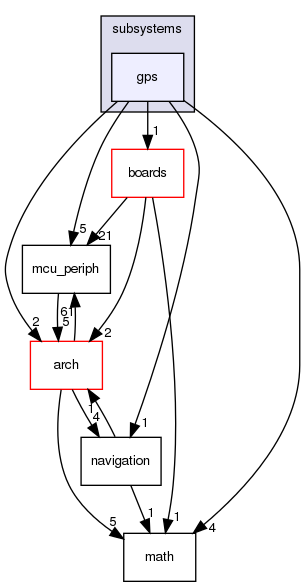 subsystems
gps
1
boards
5
21
mcu_periph
2
61
5
2
arch
1
4
1
navigation
5
1
1
4
math